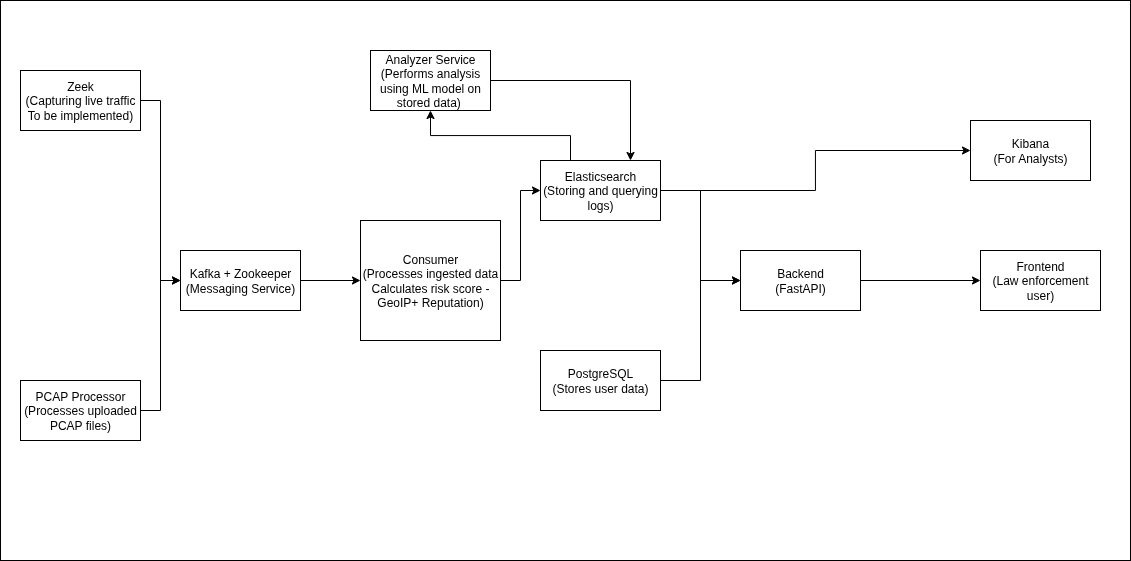 Zeek
(Capturing live traffic
To be implemented)
Analyzer Service
(Performs analysis
using ML model on
stored data)
Kibana
(For Analysts)
Elasticsearch
(Storing and querying
logs)
Kafka + Zookeeper
(Messaging Service)
Consumer
(Processes ingested data
Calculates risk score -
GeoIP+ Reputation)
Backend
(FastAPI)
Frontend
(Law enforcement
user)
PostgreSQL
(Stores user data)
PCAP Processor
(Processes uploaded
PCAP files)